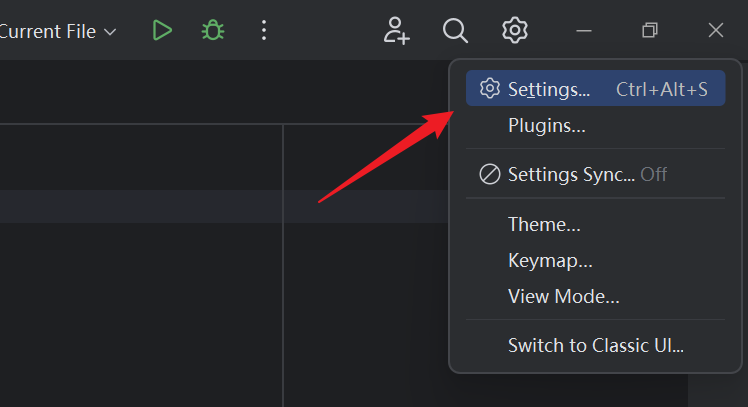 Current File
Settings... Ctrl+Alt+S
Plugins...
Settings Sync... Off
Theme...
Keymap...
View Mode...
Switch to Classic UI...